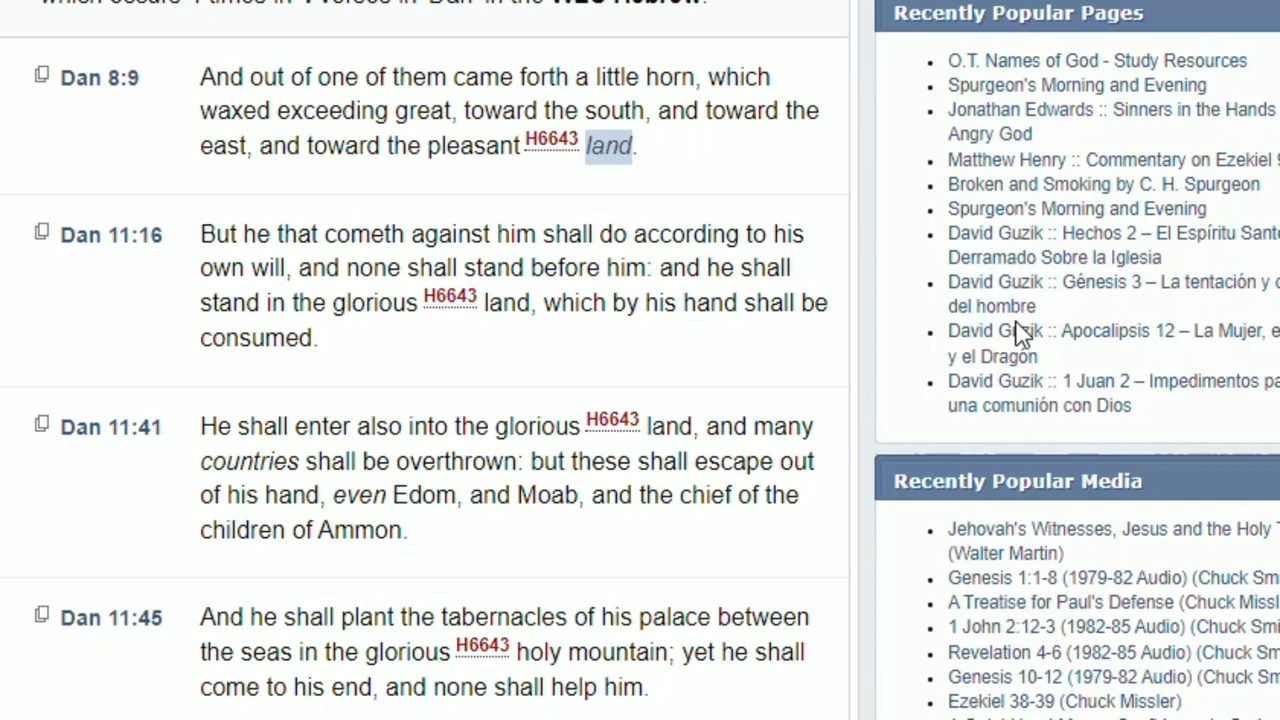 Dan 8:9
And out of one of them came forth a little horn, which
waxed exceeding great, toward the south, and toward the
east, and toward the pleasant H6643 land.
Dan 11:16
But he that cometh against him shall do according to his
own will, and none shall stand before him: and he shall
stand in the glorious H6643 land, which by his hand shall be
consumed.
Dan 11:41
He shall enter also into the glorious H6643 land, and many
countries shall be overthrown: but these shall escape out
of his hand, even Edom, and Moab, and the chief of the
children of Ammon.
Dan 11:45
And he shall plant the tabernacles of his palace between
the seas in the glorious H6643 holy mountain; yet he shall
come to his end, and none shall help him.
Recently Popular Pages
O.T. Names of God - Study Resources
Spurgeon's Morning and Evening
Jonathan Edwards :: Sinners in the Hands
Angry God
Matthew Henry :: Commentary on Ezekiel
Broken and Smoking by C. H. Spurgeon
Spurgeon's Morning and Evening
David Guzik :: Hechos 2 – El Espíritu
Derramado Sobre la Iglesia
David Guzik :: Génesis 3 – La tentación y
del hombre
David Guzik :: Apocalipsis 12 – La Mujer,
y el Dragón
David Guzik :: 1 Juan 2 – Impedimentos
una comunión con Dios
Recently Popular Media
Jehovah's Witnesses, Jesus and the Holy
(Walter Martin)
Genesis 1:1-8 (1979-82 Audio) (Chuck
A Treatise for Paul's Defense (Chuck
1 John 2:12-3 (1982-85 Audio) (Chuck
Revelation 4-6 (1982-85 Audio) (Chuck
Genesis 10-12 (1979-82 Audio) (Chuck
Ezekiel 38-39 (Chuck Missler)